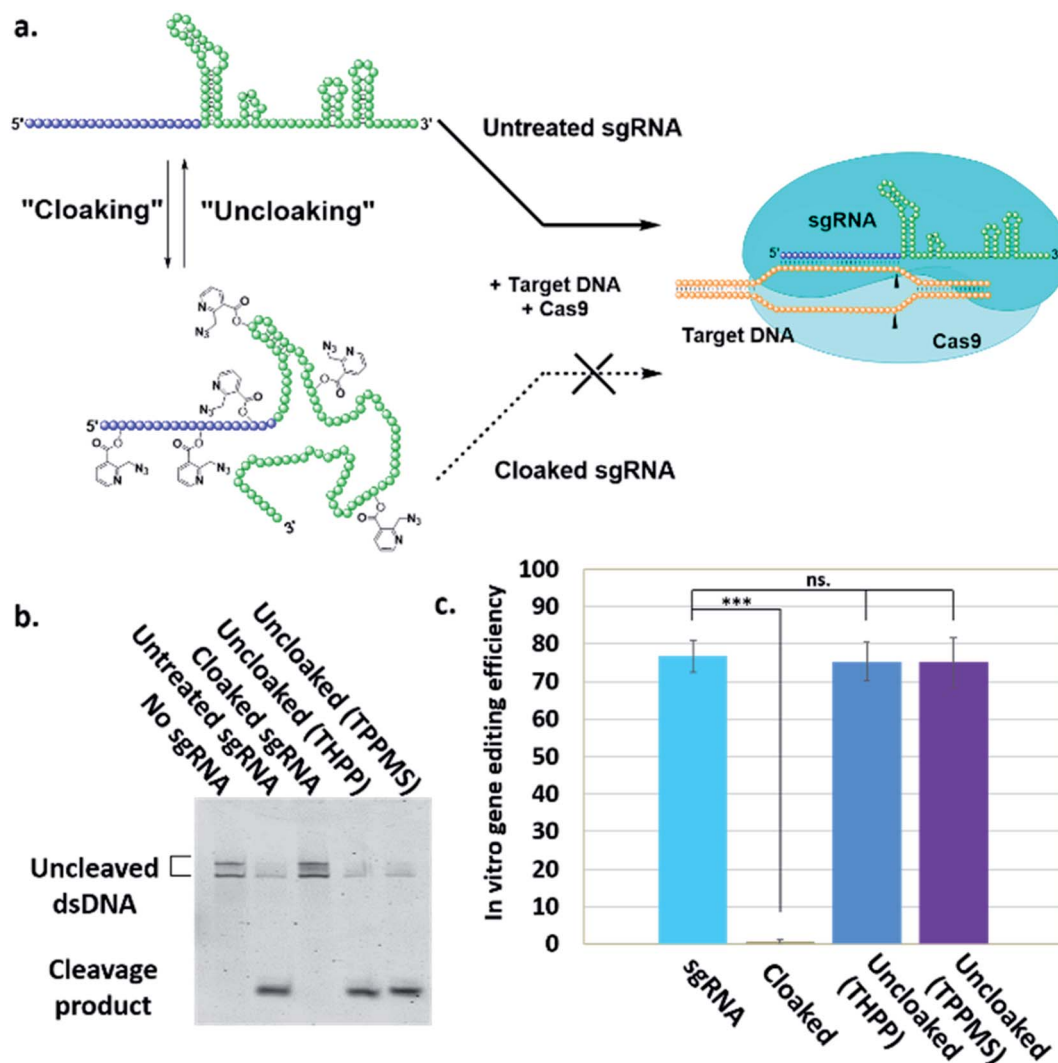 a.
5'
3'
Untreated sgRNA
"Cloaking"
"Uncloaking"
sgRNA
5'
3'
+ Target DNA
+ Cas9
Target DNA
Cas9
N
N3
O
O
N3
N
O
O
N
N3
O
O
5'
O
O
N3
N
O
O
N3
N
3'
O
O
N3
N
Cloaked sgRNA
b.
No sgRNA
Untreated sgRNA
Cloaked sgRNA
Uncloaked (THPP)
Uncloaked (TPPMS)
Uncleaved
dsDNA
Cleavage
product
c.
In vitro gene editing efficiency
100
90
80
70
60
50
40
30
20
10
0
ns.
***
sgRNA
Cloaked
Uncloaked
(THPP)
Uncloaked
(TPPMS)